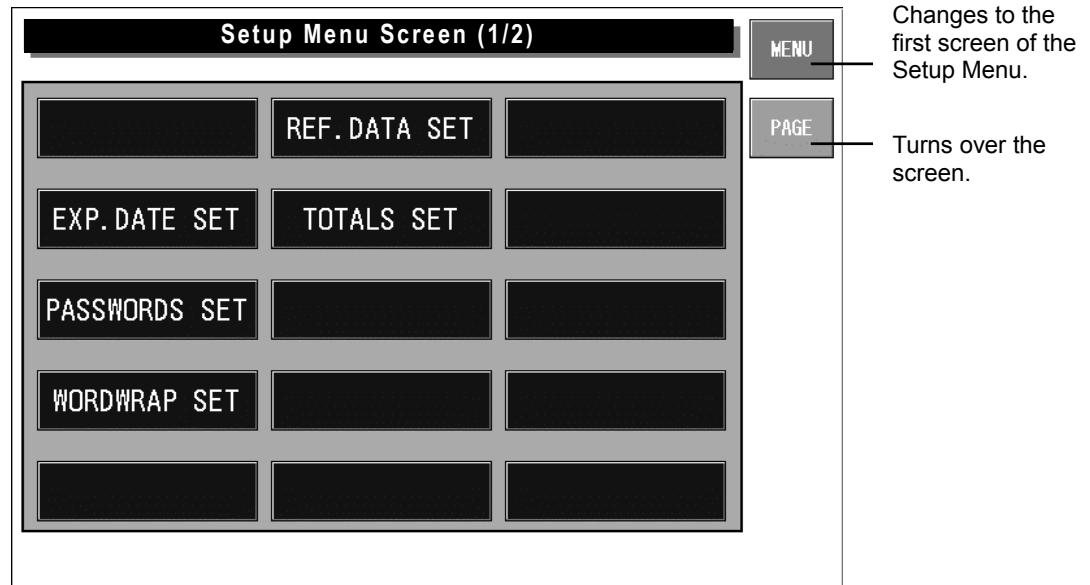 Setup Menu Screen (1/2)
MENU
Changes to the
first screen of the
Setup Menu.
REF.DATA SET
PAGE
Turns over the
screen.
EXP.DATE SET
TOTALS SET
PASSWORDS SET
WORDWRAP SET